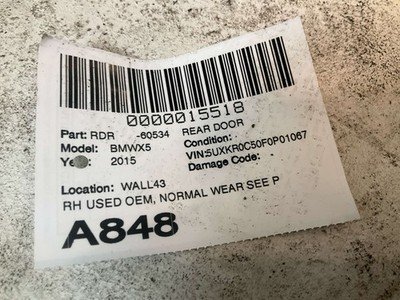 0000015518
Part: RDR -60534 REAR DOOR
Model: BMWX5 Condition:
2015 VIN:5UXKR0C50F0P01067
Damage Code:
Location: WALL43
RH USED OEM, NORMAL WEAR SEE P
A848